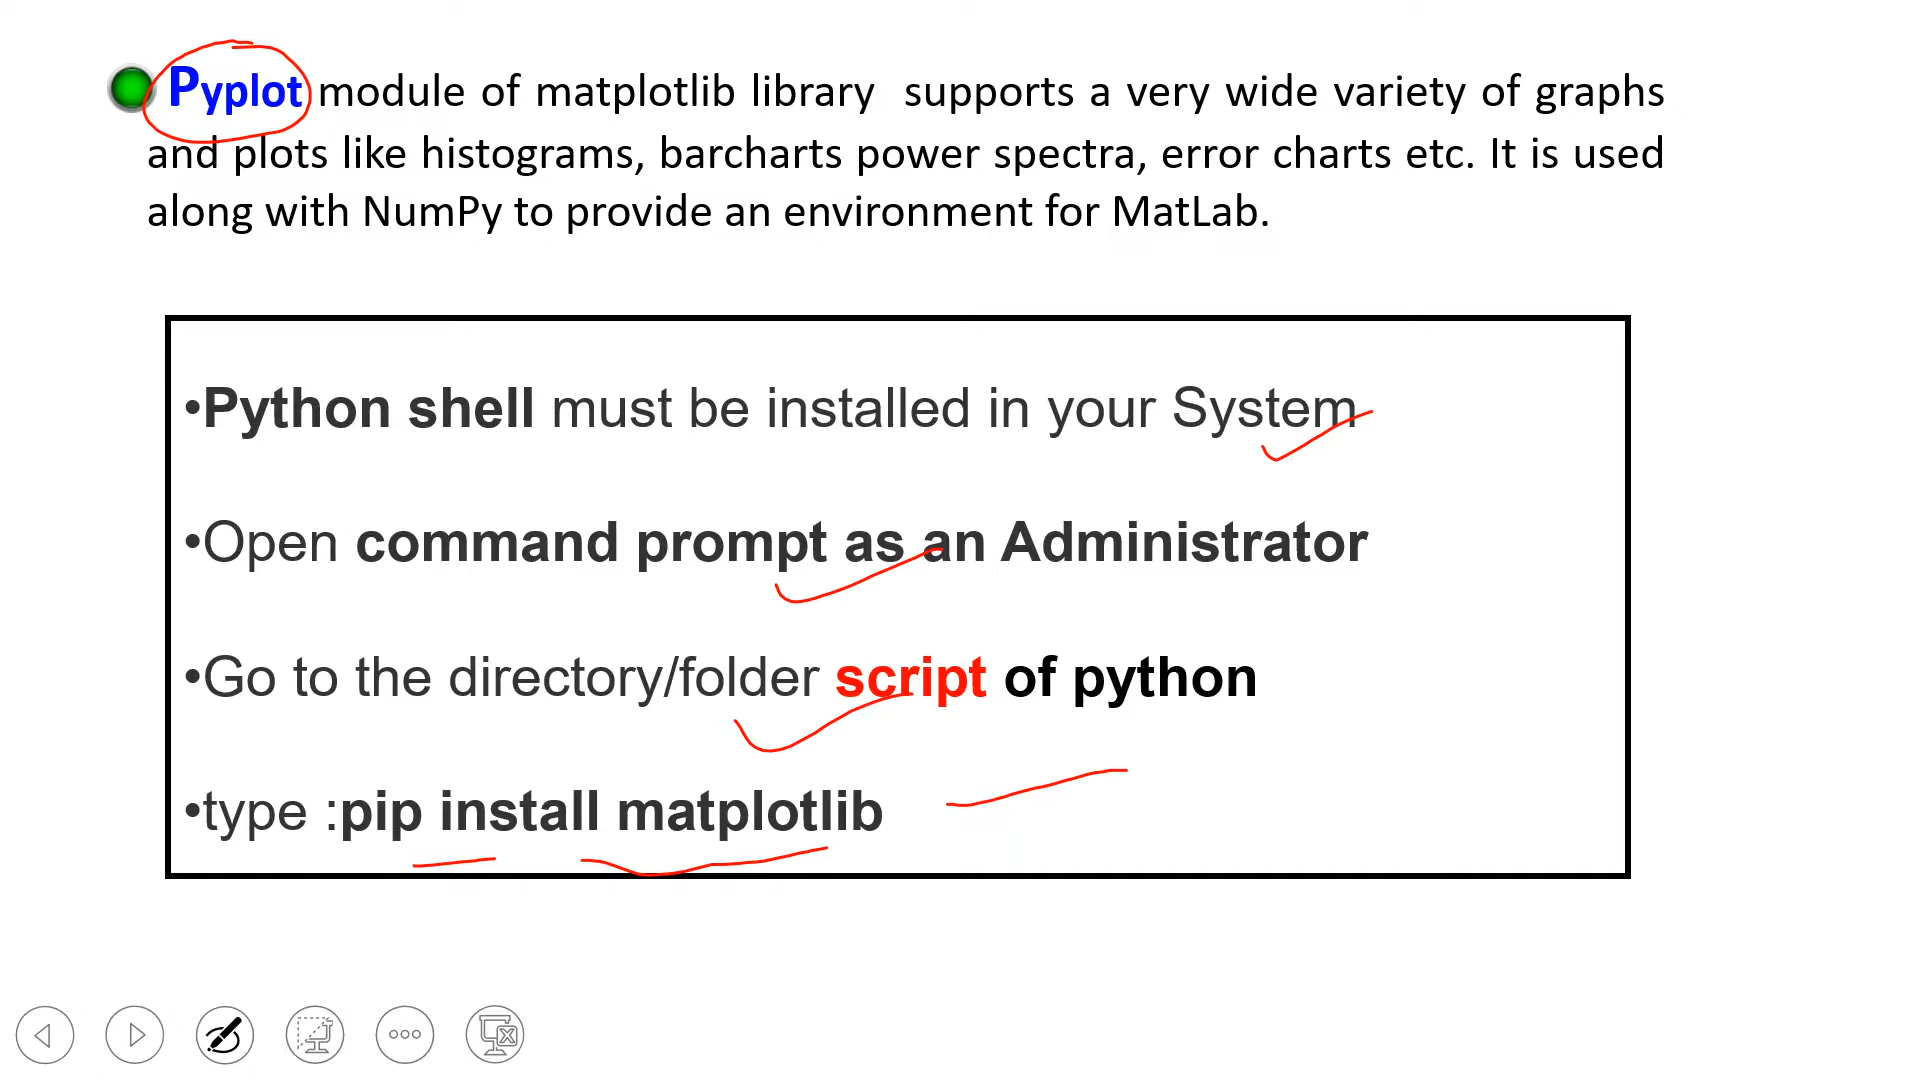 Pyplot module of matplotlib library supports a very wide variety of graphs
and plots like histograms, barcharts power spectra, error charts etc. It is used
along with NumPy to provide an environment for MatLab.
•Python shell must be installed in your System
•Open command prompt as an Administrator
•Go to the directory/folder script of python
•type :pip install matplotlib